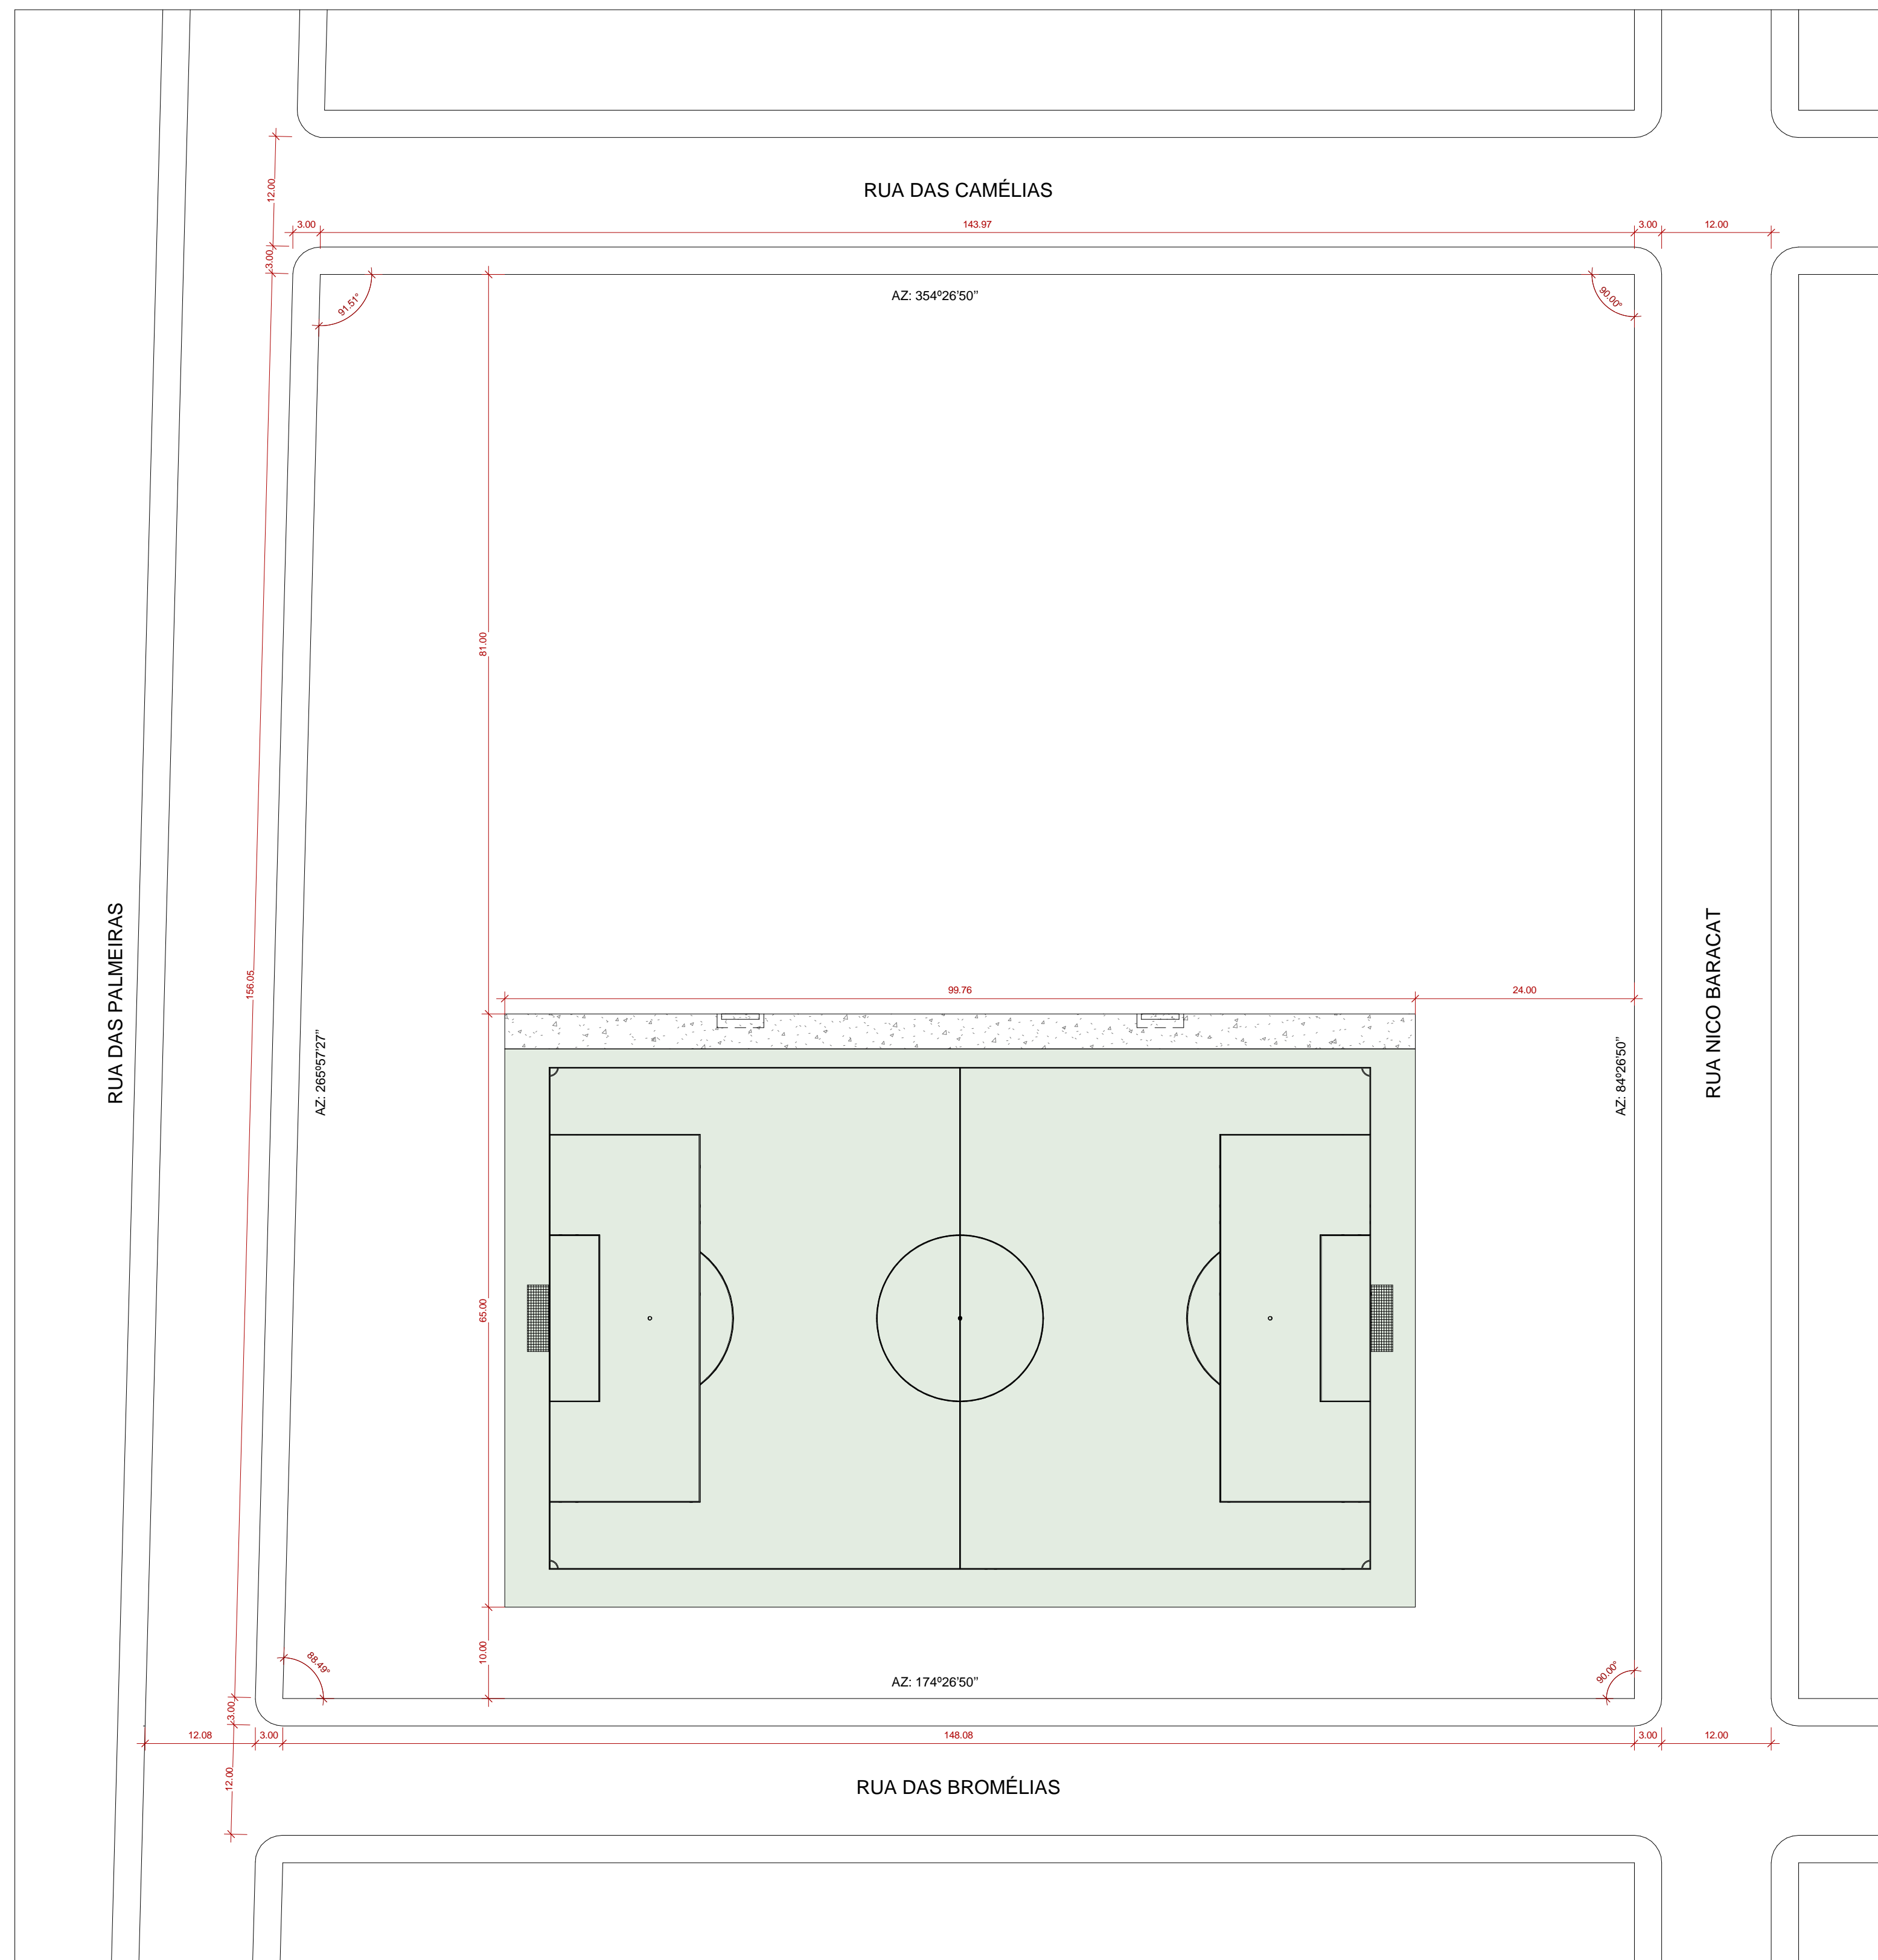 12.00
RUA DAS CAMÉLIAS
3.00
143.97
3.00
12.00
3.00
AZ: 354º26'50"
91.51°
90.00°
81.00
RUA DAS PALMEIRAS
RUA NICO BARACAT
156.05
99.76
24.00
AZ: 265º57'27"
AZ: 84º26'50"
65.00
10.00
88.49°
90.00°
AZ: 174º26'50"
3.00
12.08
3.00
148.08
3.00
12.00
12.00
RUA DAS BROMÉLIAS